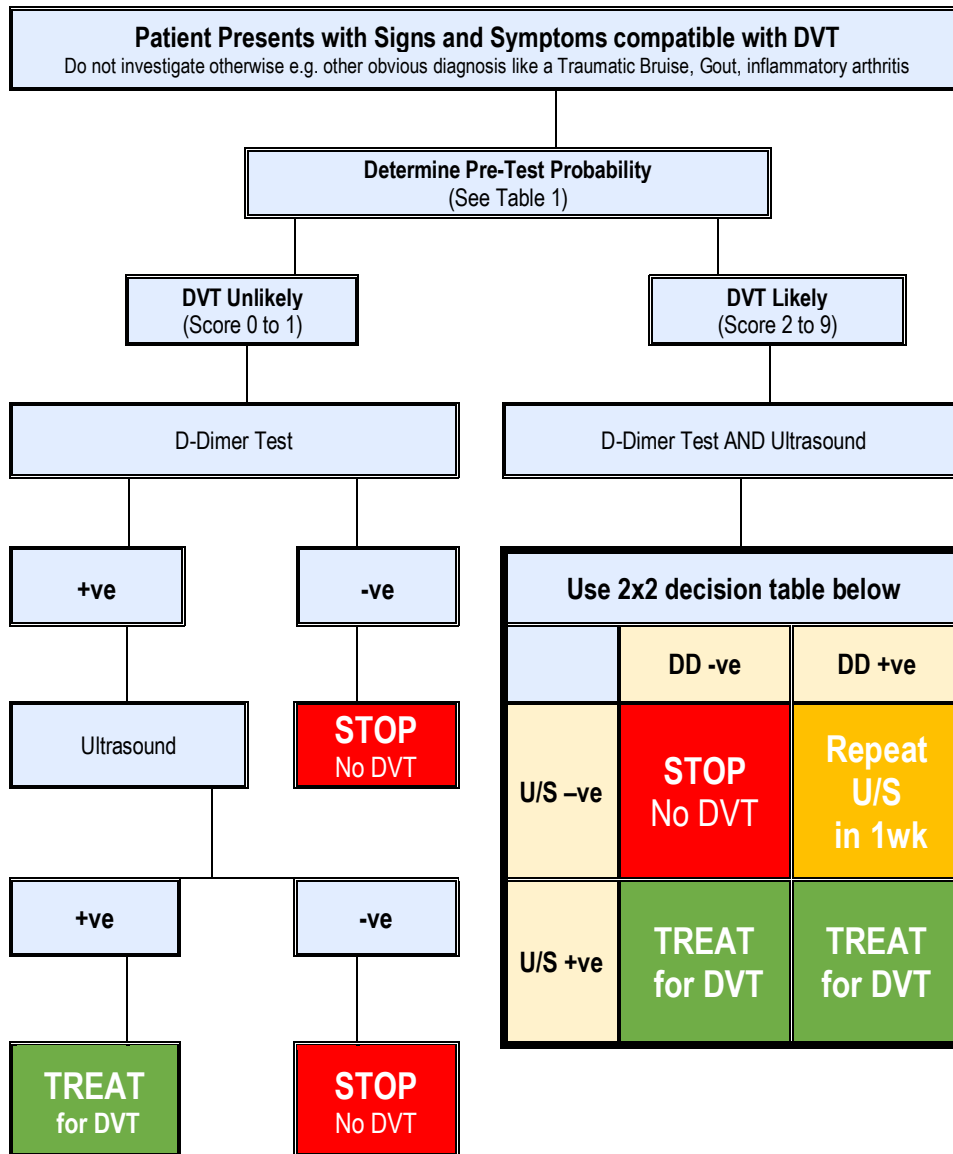 Patient Presents with Signs and Symptoms compatible with DVT
Do not investigate otherwise e.g. other obvious diagnosis like a Traumatic Bruise, Gout, inflammatory arthritis
Determine Pre-Test Probability
(See Table 1)
DVT Unlikely
(Score 0 to 1)
DVT Likely
(Score 2 to 9)
D-Dimer Test
D-Dimer Test AND Ultrasound
+ve
-ve
Use 2x2 decision table below
DD -ve
DD +ve
Ultrasound
STOP
No DVT
U/S –ve
STOP
No DVT
Repeat
U/S
in 1wk
+ve
-ve
U/S +ve
TREAT
for DVT
TREAT
for DVT
TREAT
for DVT
STOP
No DVT